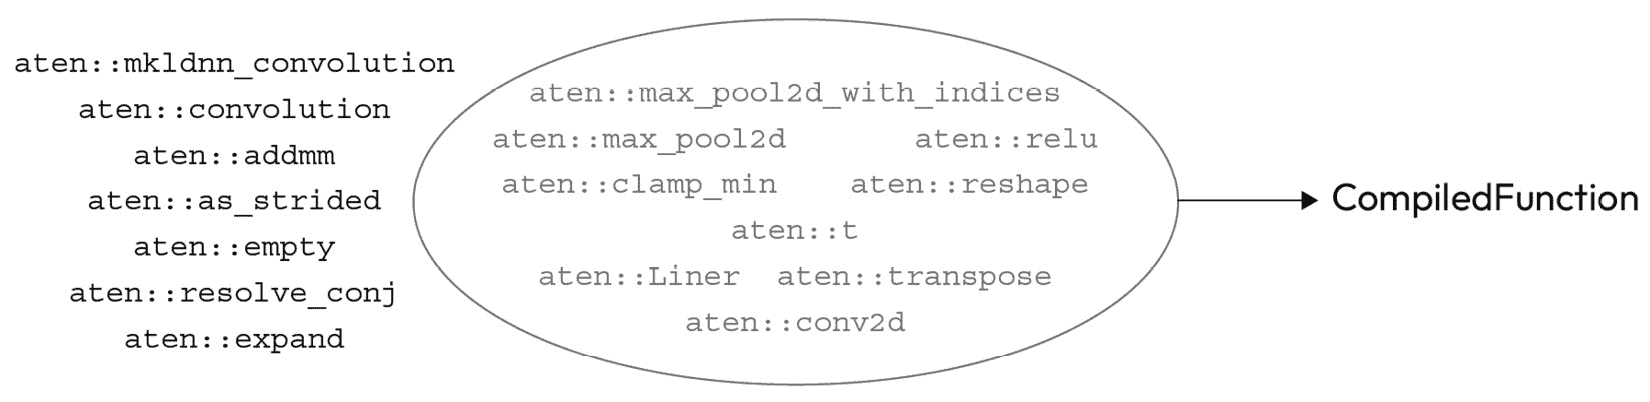 aten::mkldnn_convolution
aten::convolution
aten::addmm
aten::as_strided
aten::empty
aten::resolve_conj
aten::expand
aten::max_pool2d_with_indices
aten::max_pool2d aten::relu
aten::clamp_min aten::reshape
aten::t
aten::Liner aten::transpose
aten::conv2d
CompiledFunction